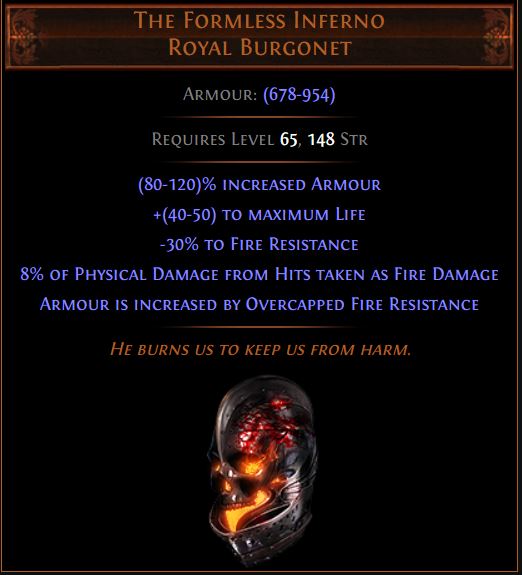 The Formless Inferno
Royal Burgonet
Armour: (678-954)
Requires Level 65, 148 Str
(80-120)% increased Armour
+(40-50) to maximum Life
-30% to Fire Resistance
8% of Physical Damage from Hits taken as Fire Damage
Armour is increased by Overcapped Fire Resistance
He burns us to keep us from harm.